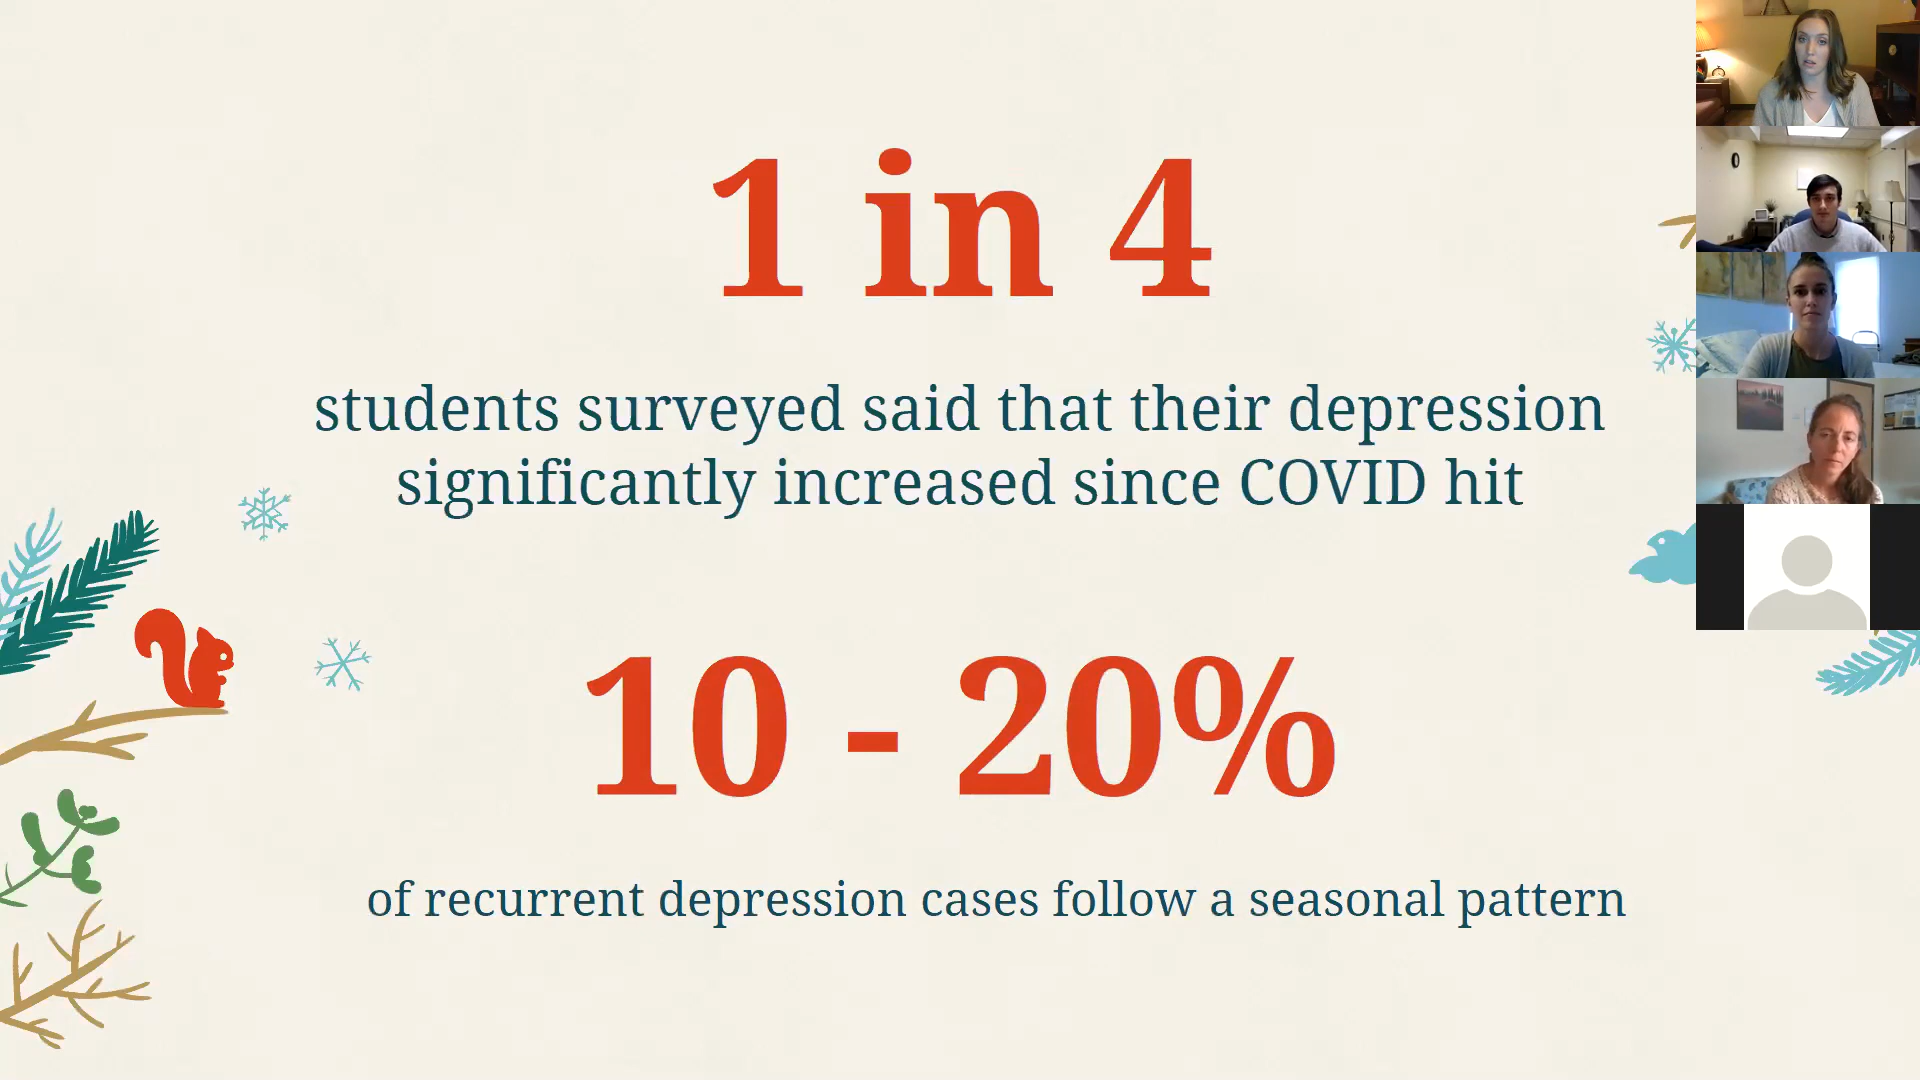 1 in 4
students surveyed said that their depression
significantly increased since COVID hit
10 - 20%
of recurrent depression cases follow a seasonal pattern